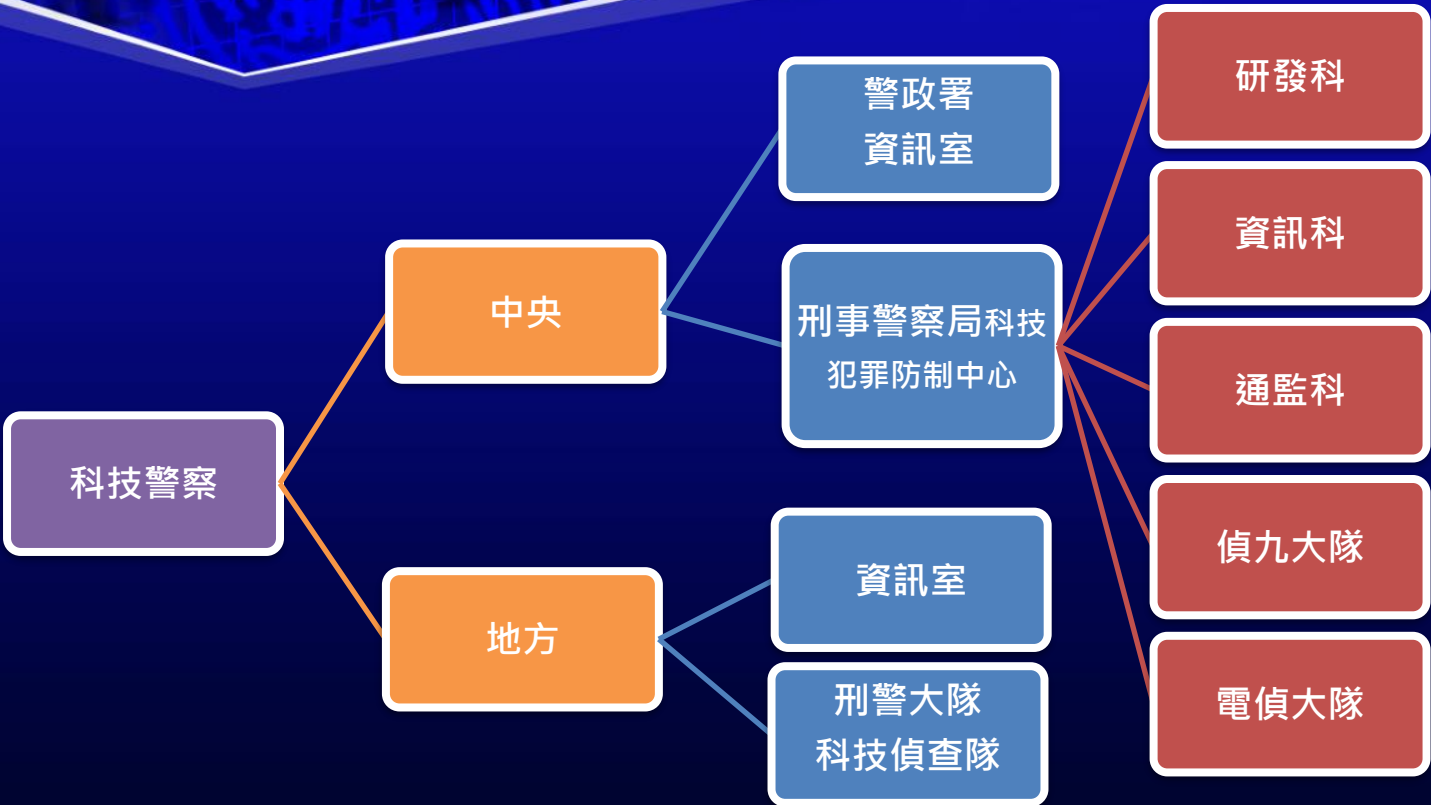 科技警察
中央
地方
警政署
資訊室
刑事警察局科技
犯罪防制中心
資訊室
刑警大隊
科技偵查隊
研發科
資訊科
通監科
偵九大隊
電偵大隊